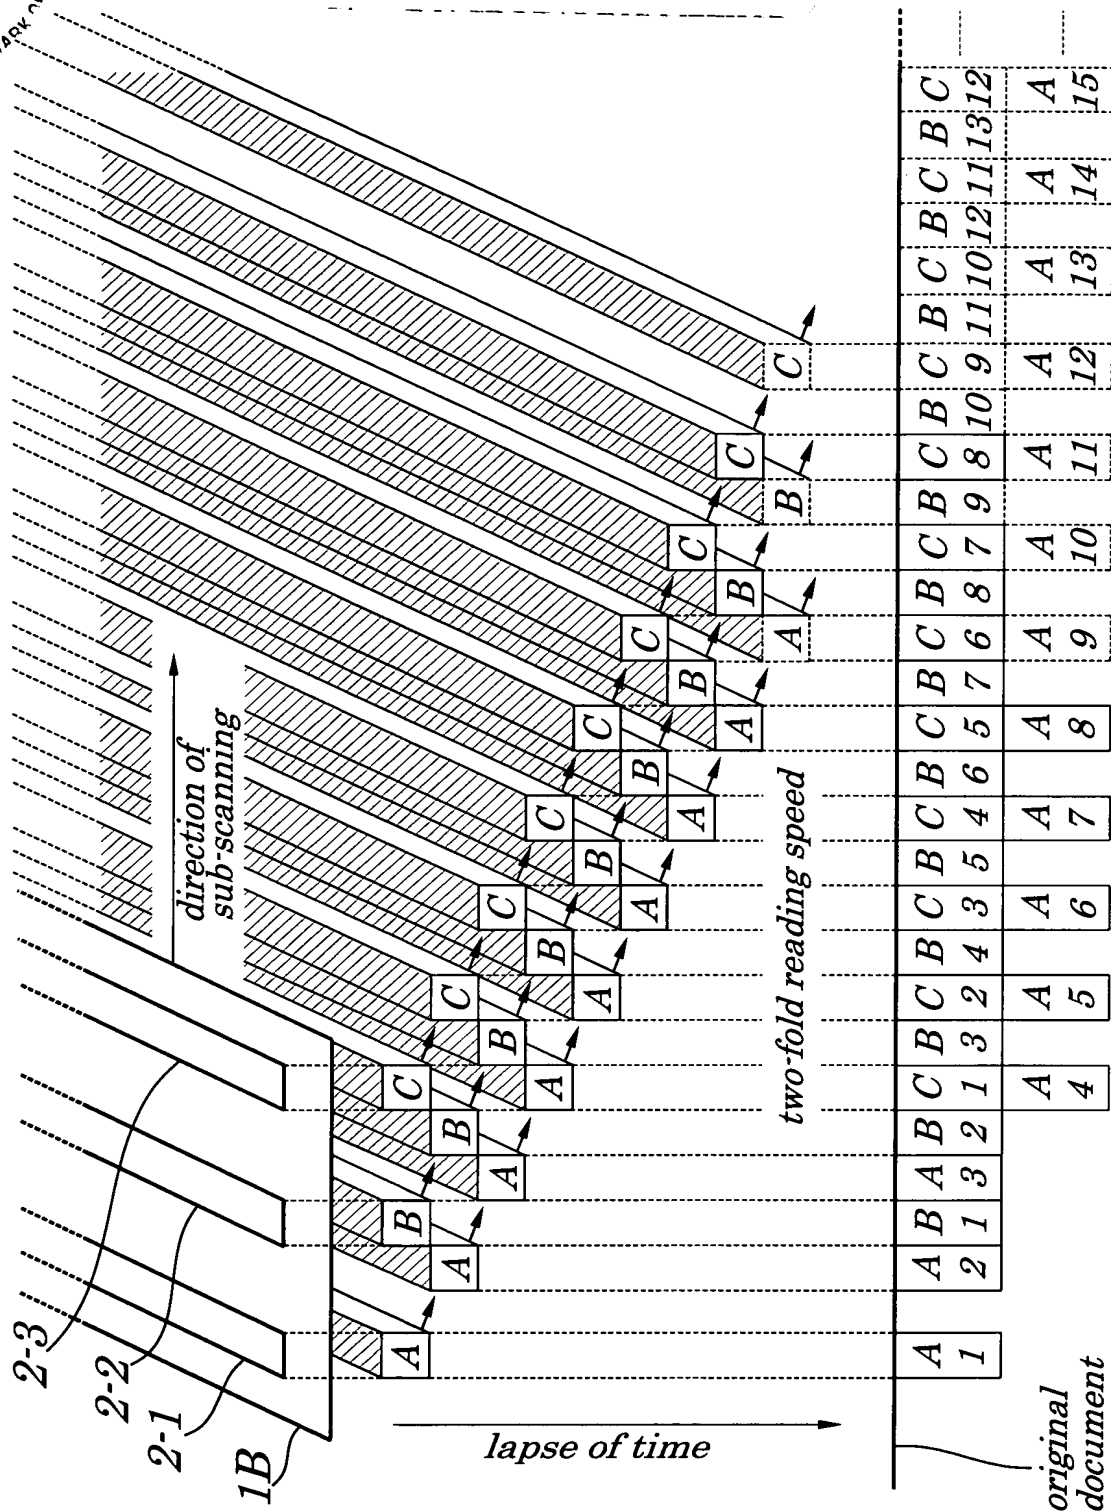 2-3
2-2
2-1
1B
direction of
sub-scanning
lapse of time
A B C
A B C
A B C
A B C
A B C
A B C
A B C
A B C
A B C
two-fold reading speed
A A B A B C B C B C B C B C B C B C B C B C B C B C B C
1 2 1 3 2 1 3 2 4 3 5 4 6 5 7 6 8 7 9 8 10 9 11 10 12 11 13 12
A A A A A A A A A A A A
4 5 6 7 8 9 10 11 12 13 14 15
original
document